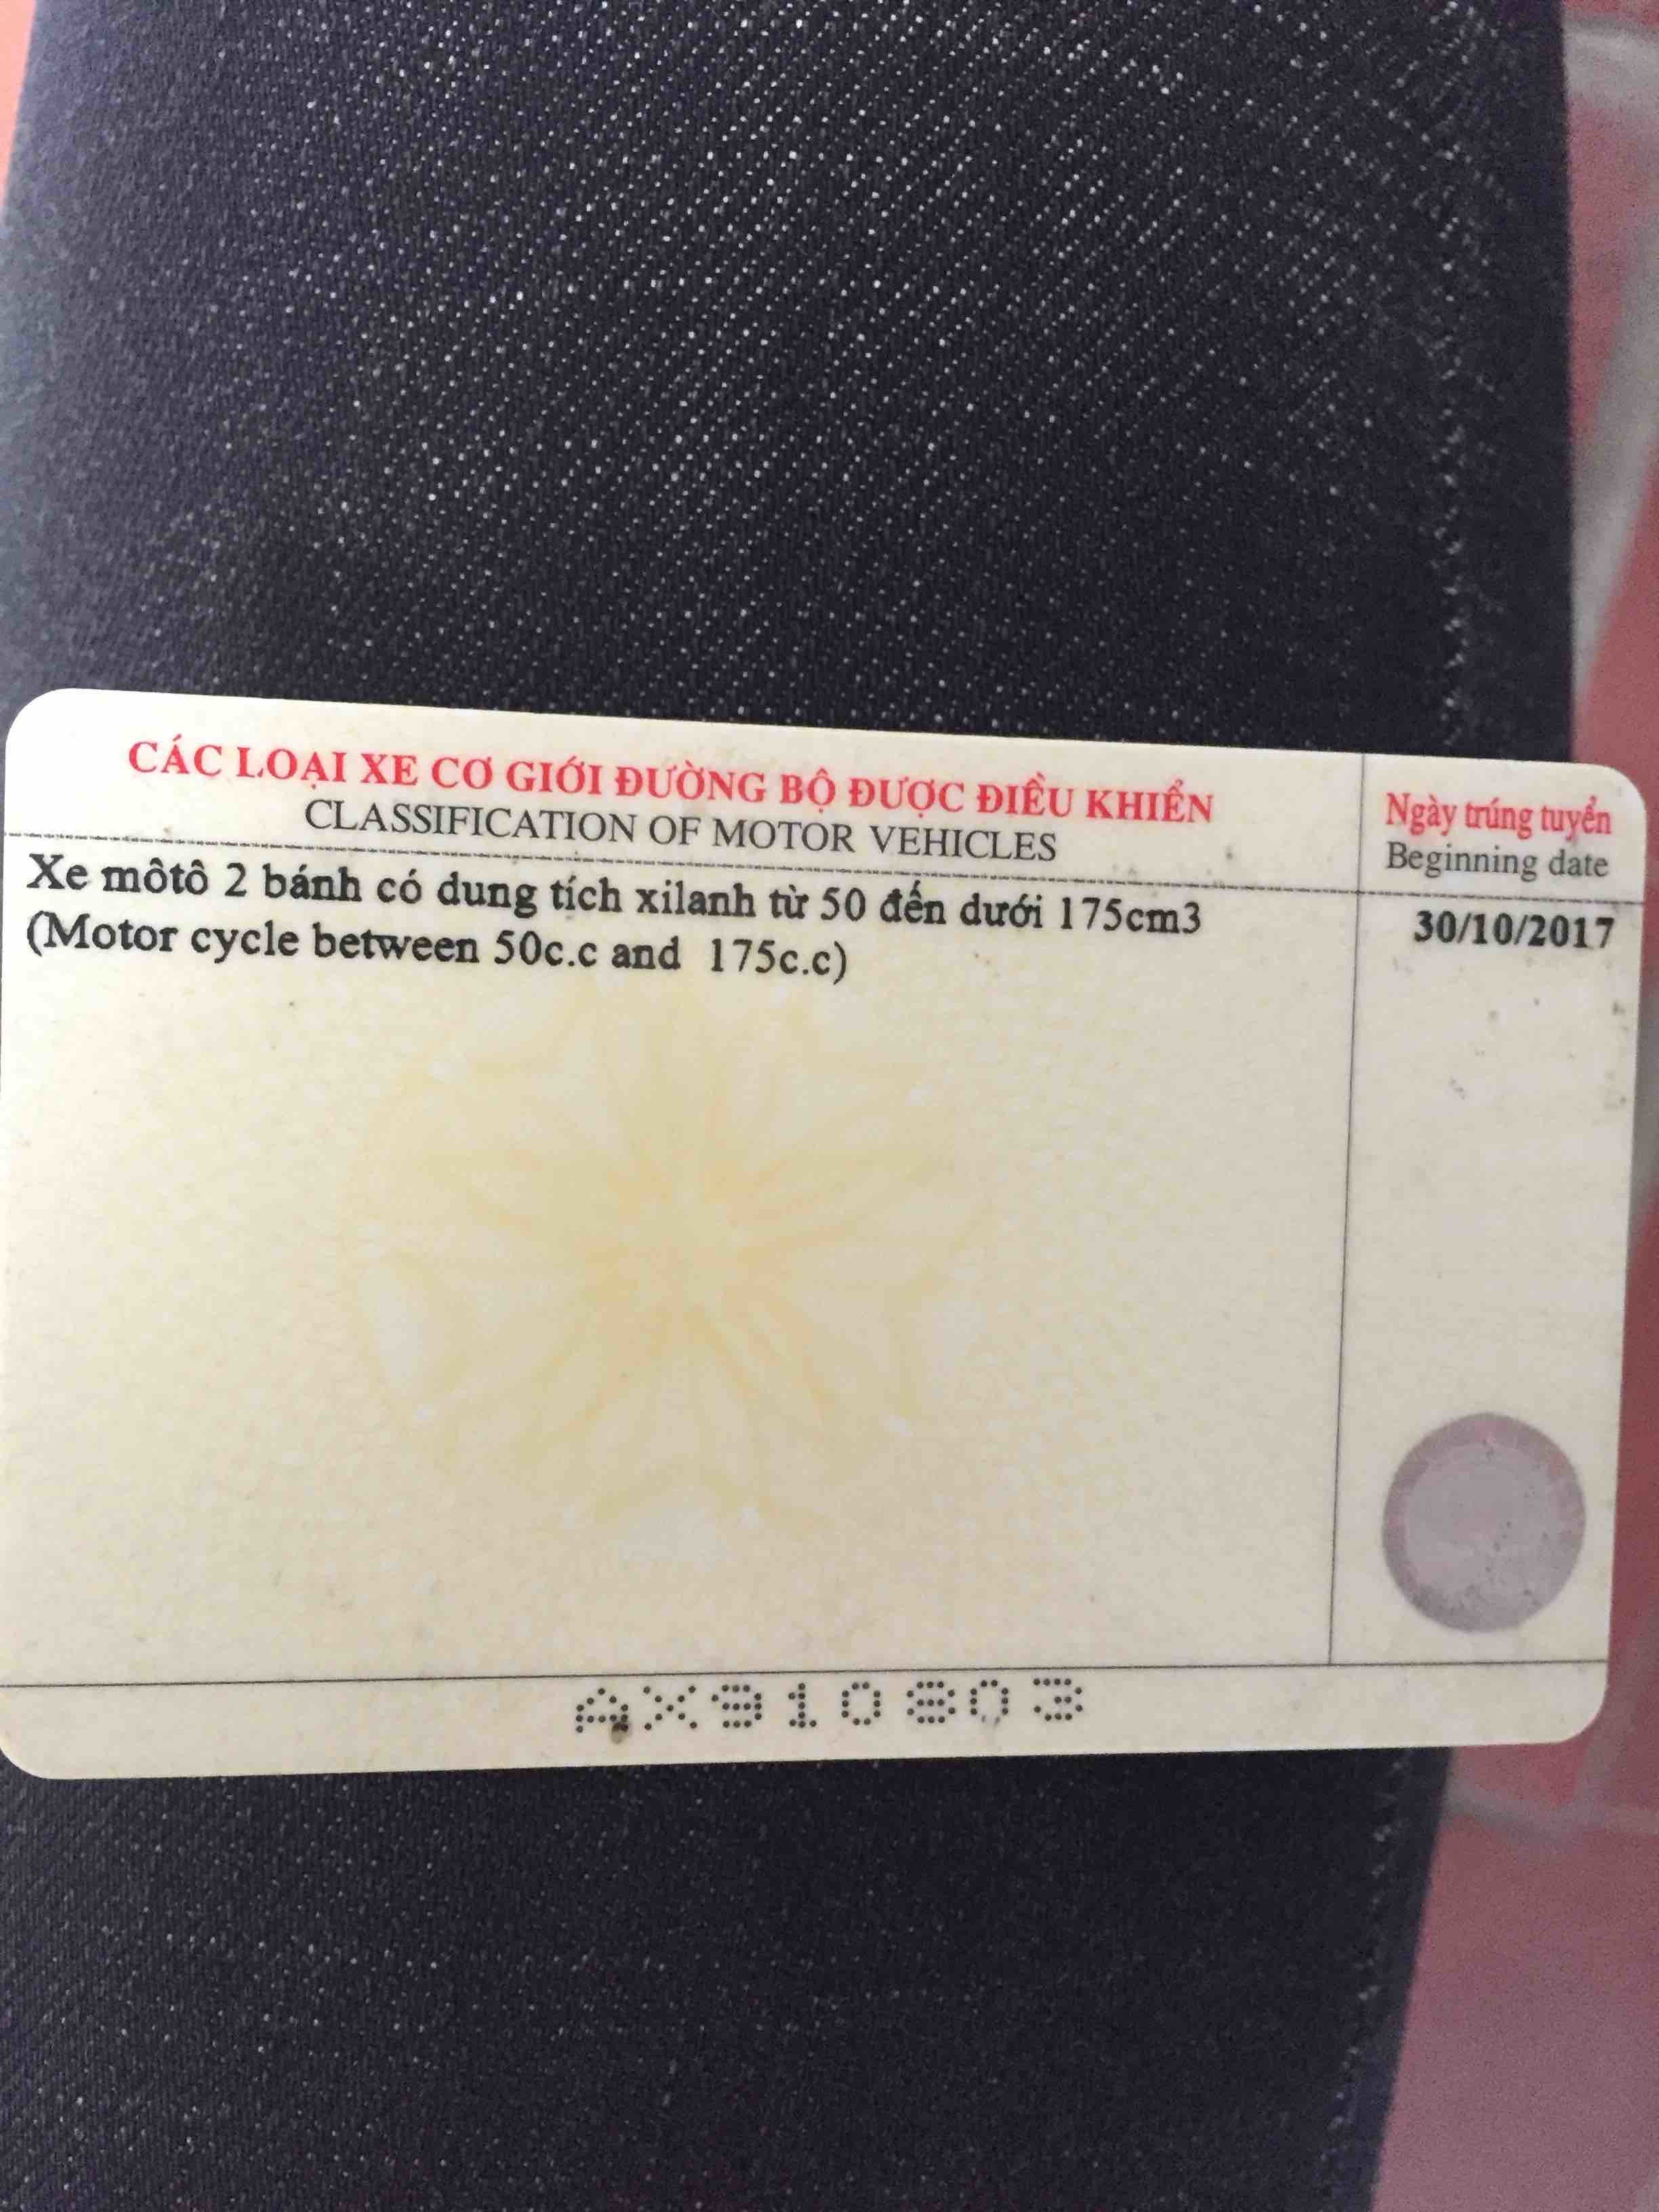 CÁC LOẠI XE CƠ GIỚI ĐƯỜNG BỘ ĐƯỢC ĐIỀU KHIỂN
CLASSIFICATION OF MOTOR VEHICLES
Ngày trúng tuyển
Beginning date
Xe môtô 2 bánh có dung tích xilanh từ 50 đến dưới 175cm3
(Motor cycle between 50c.c and 175c.c)
30/10/2017
AX910803